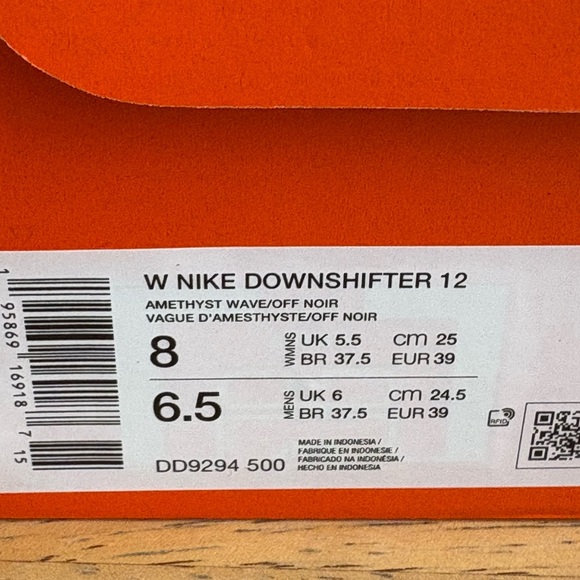 W NIKE DOWNSHIFTER 12
AMETHYST WAVE/OFF NOIR
VAGUE D'AMESTHYSTE/OFF NOIR
8 WMNS UK 5.5 cm 25
BR 37.5 EUR 39
6.5 MENS UK 6 cm 24.5
BR 37.5 EUR 39
MADE IN INDONESIA /
FABRIQUE EN INDONESIE /
FABRICADO NA INDONÉSIA /
HECHO EN INDONESIA
DD9294 500
1 95869 16918 7 15
RFID